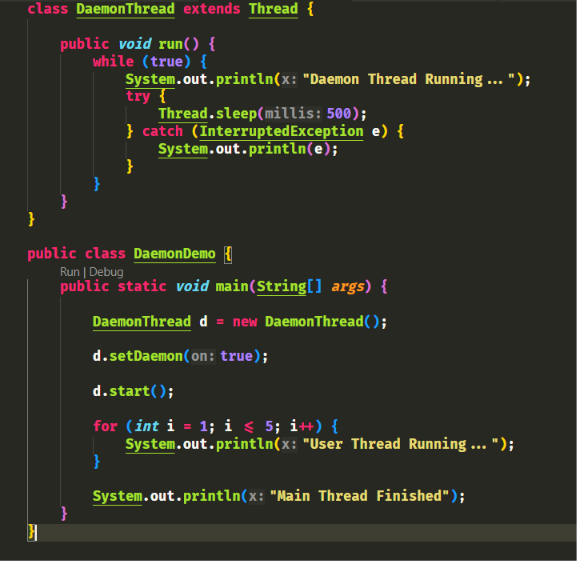 class DaemonThread extends Thread {
public void run() {
while (true) {
System.out.println(x: "Daemon Thread Running...");
try {
Thread.sleep(millis: 500);
} catch (InterruptedException e) {
System.out.println(e);
}
}
}
}
public class DaemonDemo {
Run | Debug
public static void main(String[] args) {
DaemonThread d = new DaemonThread();
d.setDaemon(on: true);
d.start();
for (int i = 1; i <= 5; i++) {
System.out.println(x: "User Thread Running...");
}
System.out.println(x: "Main Thread Finished");
}
}